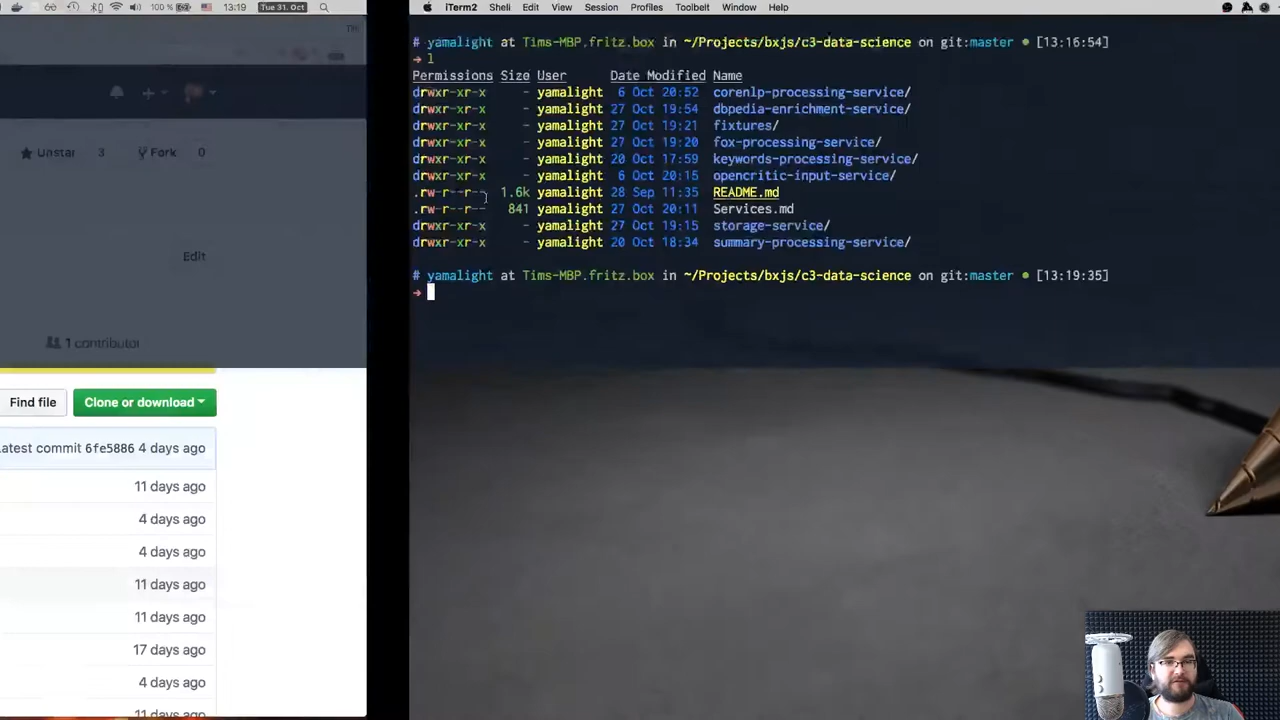 100 % 13:19 Tue 31. Oct
iTerm2 Shell Edit View Session Profiles Toolbelt Window Help
Unstar 3 Fork 0
Edit
1 contributor
Find file Clone or download
Latest commit 6fe5886 4 days ago
11 days ago
4 days ago
4 days ago
11 days ago
11 days ago
17 days ago
4 days ago
11 days ago
# yamalight at Tims-MBP.fritz.box in ~/Projects/bxjs/c3-data-science on git:master ● [13:16:54]
➜ l
Permissions Size User Date Modified Name
drwxr-xr-x - yamalight 6 Oct 20:52 corenlp-processing-service/
drwxr-xr-x - yamalight 27 Oct 19:54 dbpedia-enrichment-service/
drwxr-xr-x - yamalight 27 Oct 19:21 fixtures/
drwxr-xr-x - yamalight 27 Oct 19:20 fox-processing-service/
drwxr-xr-x - yamalight 20 Oct 17:59 keywords-processing-service/
drwxr-xr-x - yamalight 6 Oct 20:15 opencritic-input-service/
.rw-r--r-- 1.6k yamalight 28 Sep 11:35 README.md
.rw-r--r-- 841 yamalight 27 Oct 20:11 Services.md
drwxr-xr-x - yamalight 27 Oct 19:15 storage-service/
drwxr-xr-x - yamalight 20 Oct 18:34 summary-processing-service/
# yamalight at Tims-MBP.fritz.box in ~/Projects/bxjs/c3-data-science on git:master ● [13:19:35]
➜